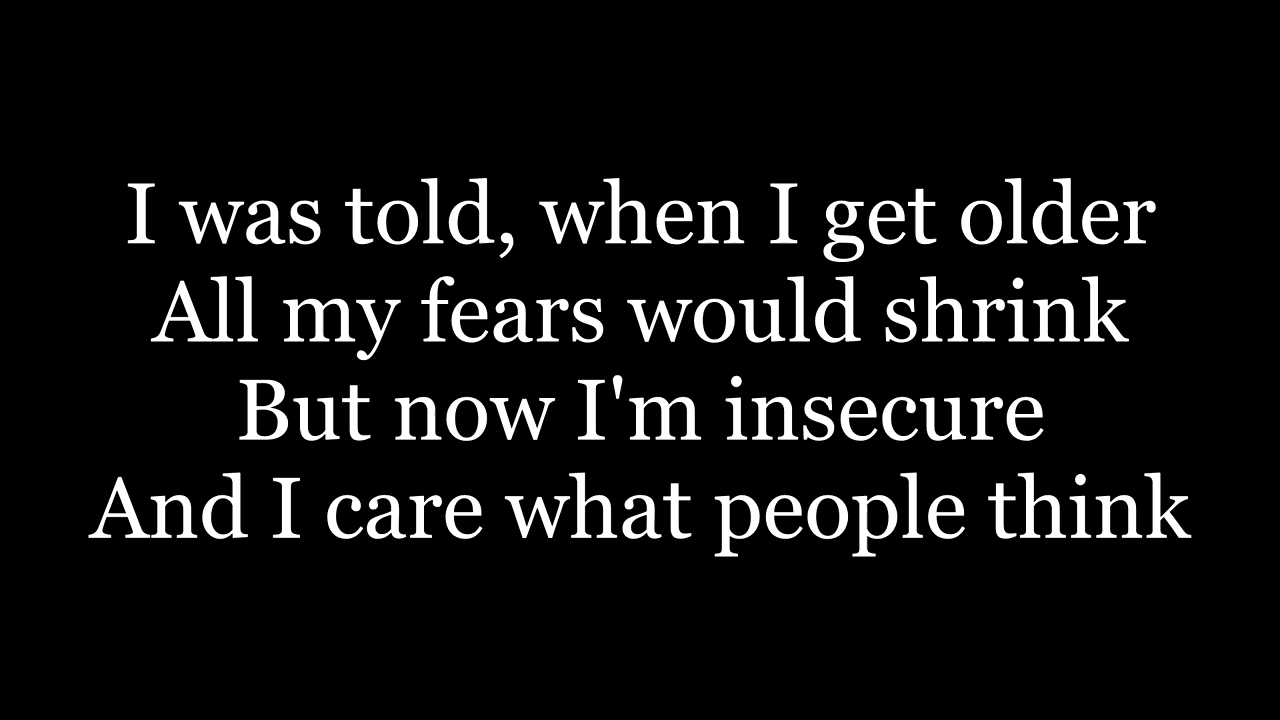 I was told, when I get older
All my fears would shrink
But now I'm insecure
And I care what people think